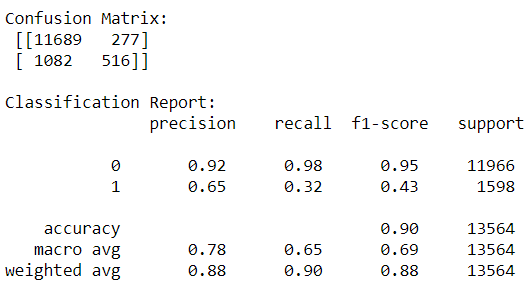 Confusion Matrix:
[[11689 277]
[ 1082 516]]
Classification Report:
precision recall f1-score support
0 0.92 0.98 0.95 11966
1 0.65 0.32 0.43 1598
accuracy 0.90 13564
macro avg 0.78 0.65 0.69 13564
weighted avg 0.88 0.90 0.88 13564